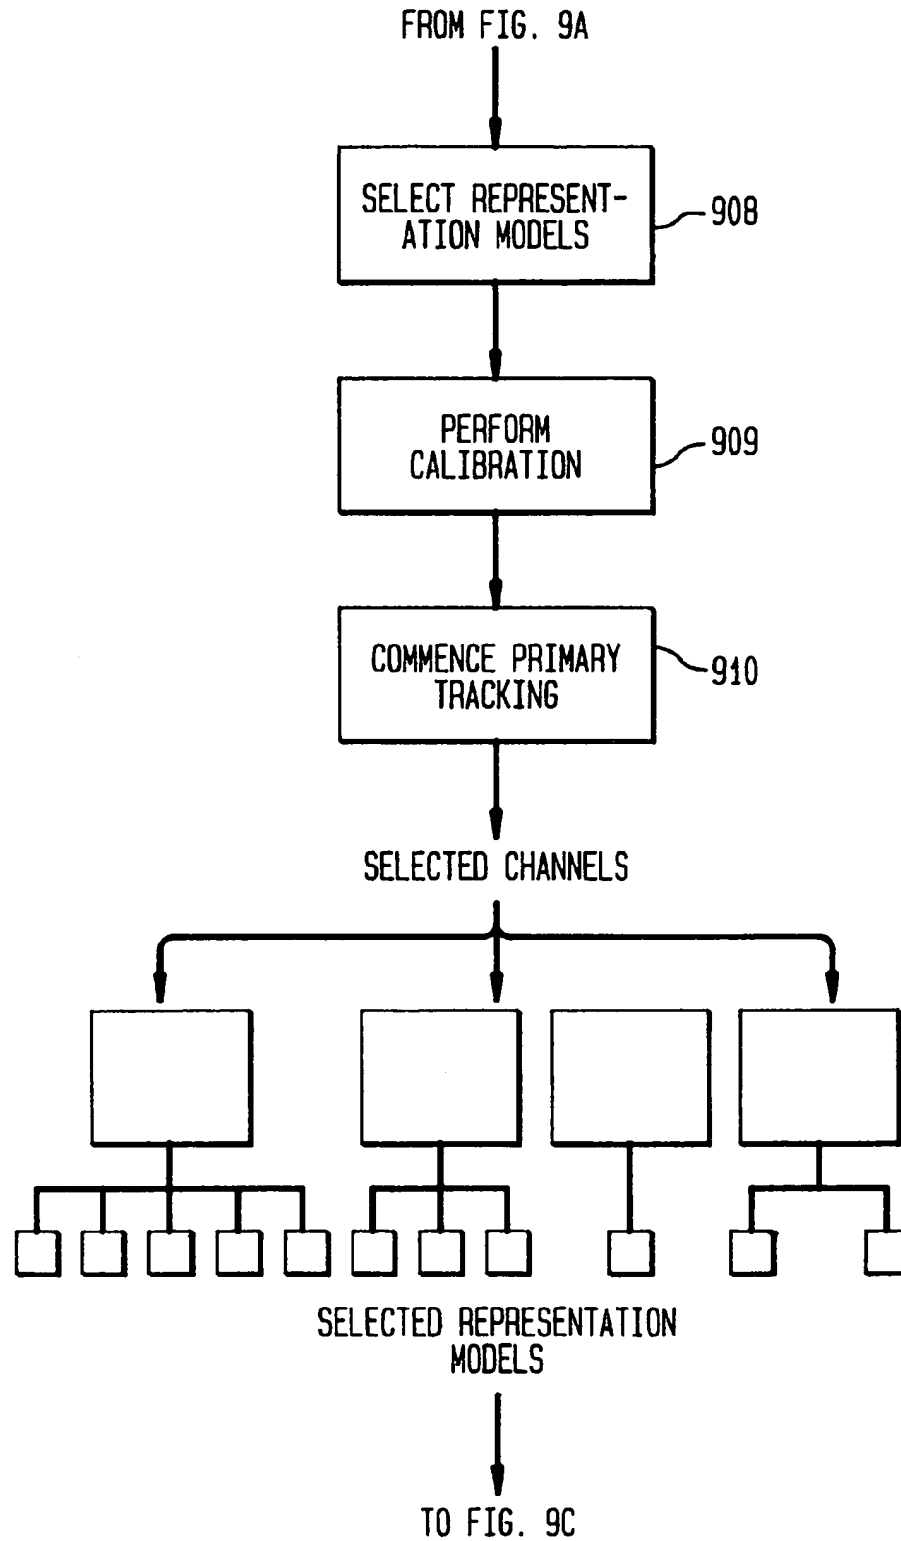 FROM FIG. 9A
SELECT REPRESENT-
ATION MODELS
908
PERFORM
CALIBRATION
909
COMMENCE PRIMARY
TRACKING
910
SELECTED CHANNELS
SELECTED REPRESENTATION
MODELS
TO FIG. 9C